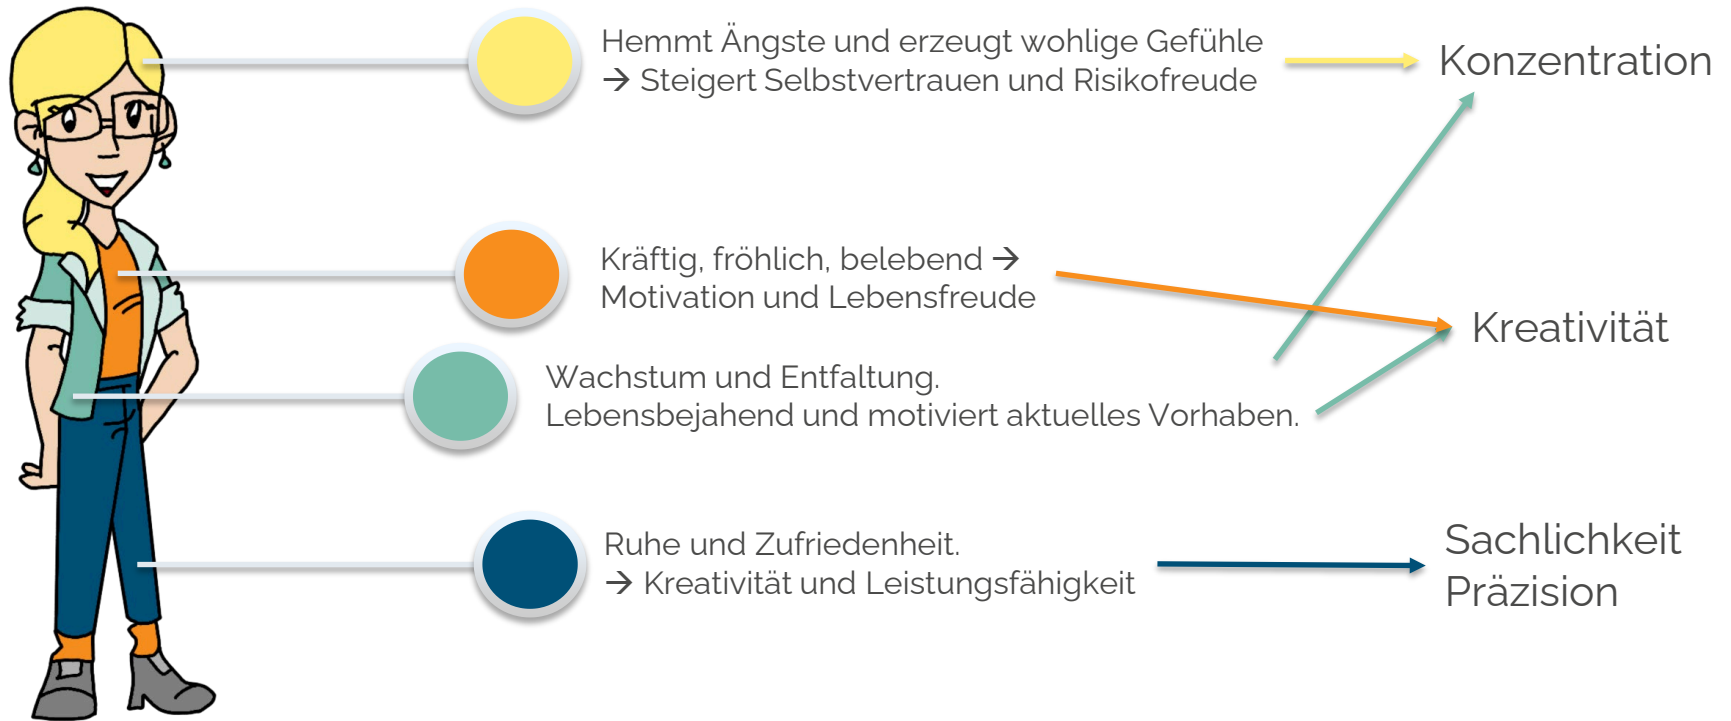 Hemmt Ängste und erzeugt wohlige Gefühle
→ Steigert Selbstvertrauen und Risikofreude
Konzentration
Kräftig, fröhlich, belebend →
Motivation und Lebensfreude
Kreativität
Wachstum und Entfaltung.
Lebensbejahend und motiviert aktuelles Vorhaben.
Ruhe und Zufriedenheit.
→ Kreativität und Leistungsfähigkeit
Sachlichkeit
Präzision